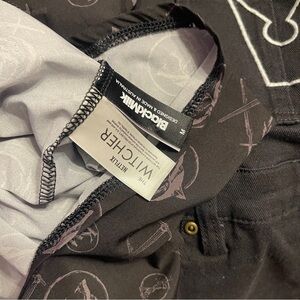 BlackMilk
DESIGNED & MADE IN AUSTRALIA
NETFLIX
THE
WITCHER